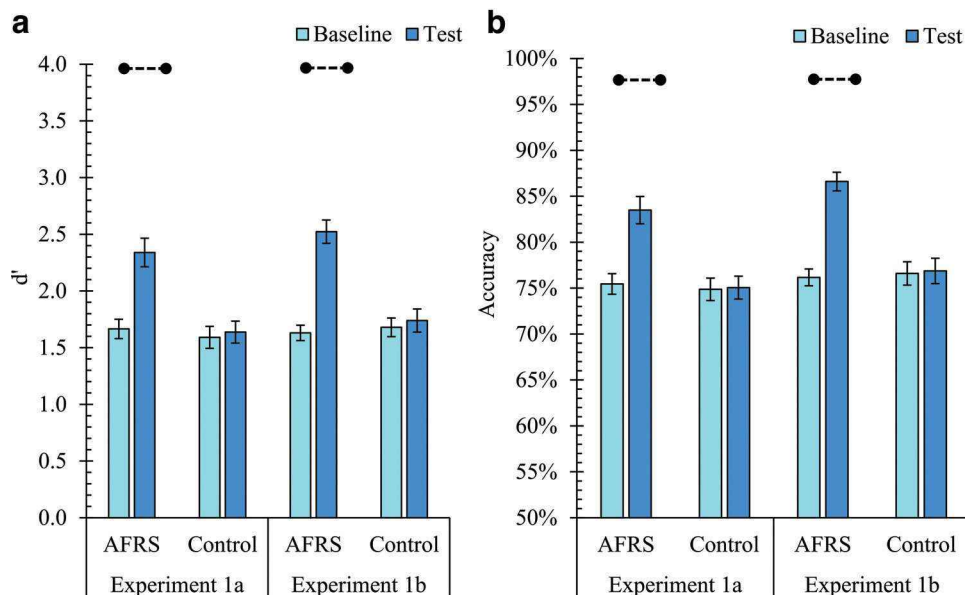 a
Baseline Test
4.0
3.5
3.0
2.5
2.0
1.5
1.0
0.5
0.0
d'
AFRS Control AFRS Control
Experiment 1a Experiment 1b
b
Baseline Test
100%
95%
90%
85%
80%
75%
70%
65%
60%
55%
50%
Accuracy
AFRS Control AFRS Control
Experiment 1a Experiment 1b